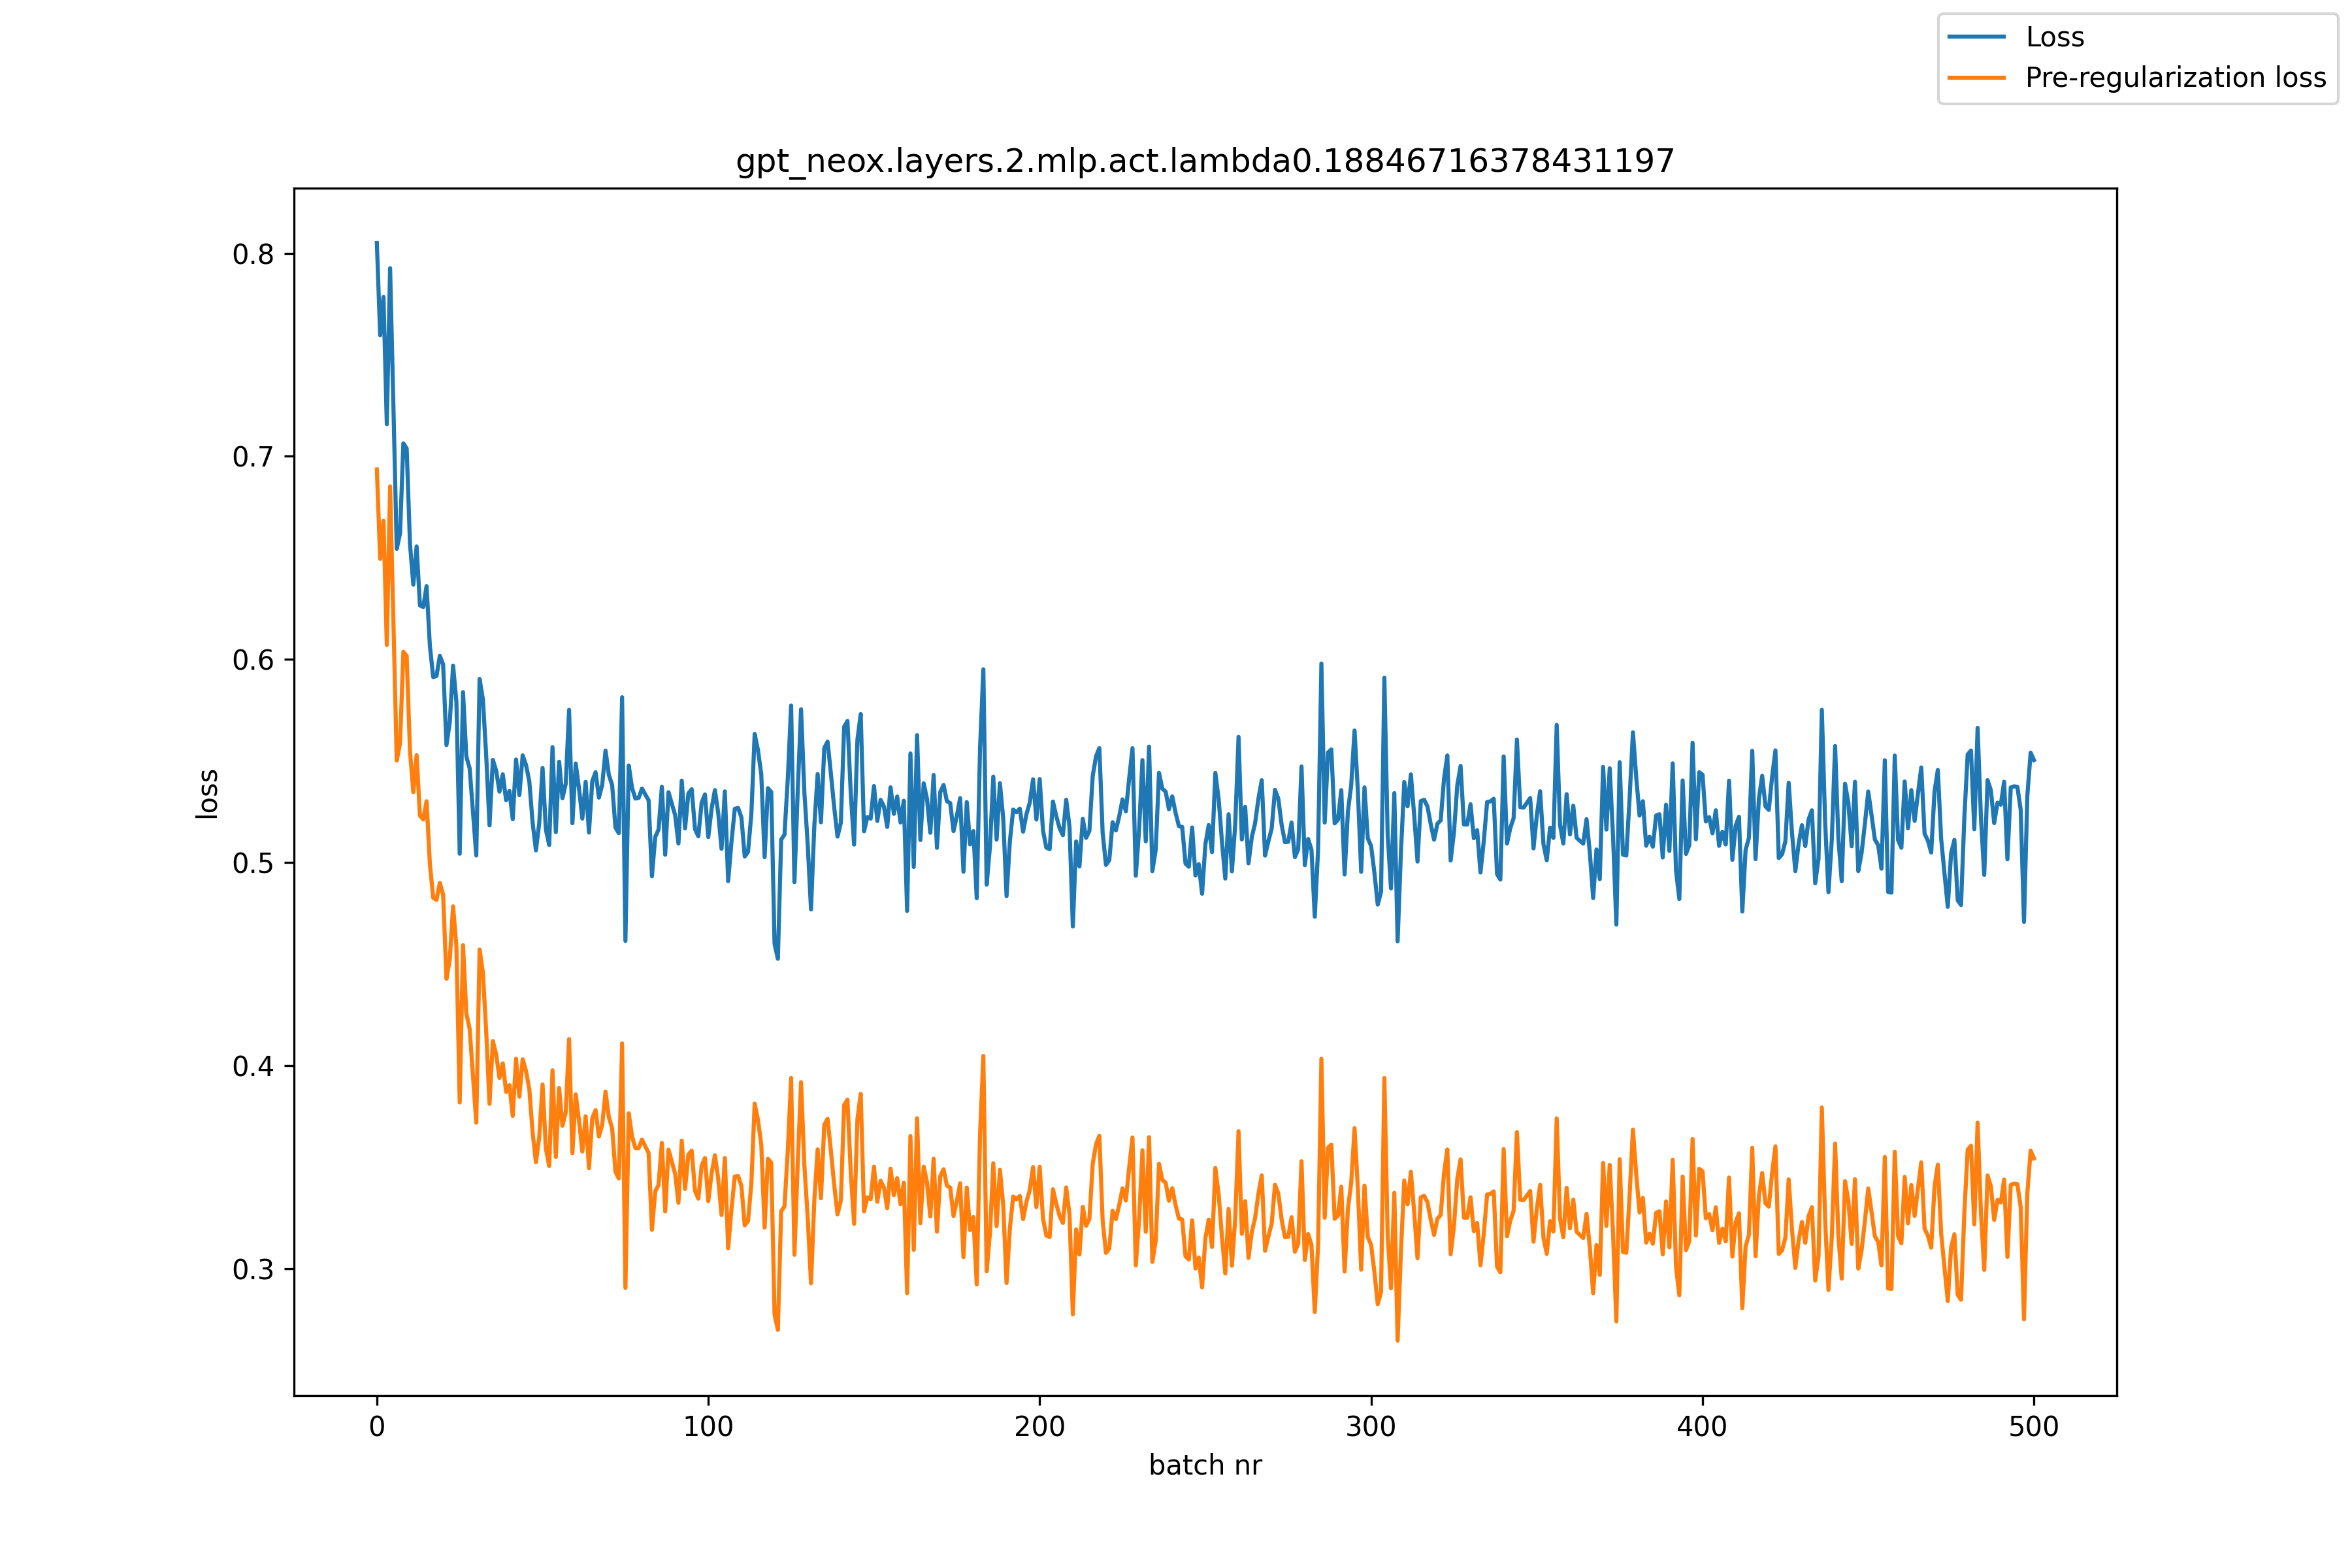 Loss
Pre-regularization loss
gpt_neox.layers.2.mlp.act.lambda0.18846716378431197
0.8
0.7
0.6
0.5
0.4
0.3
loss
0 100 200 300 400 500
batch nr